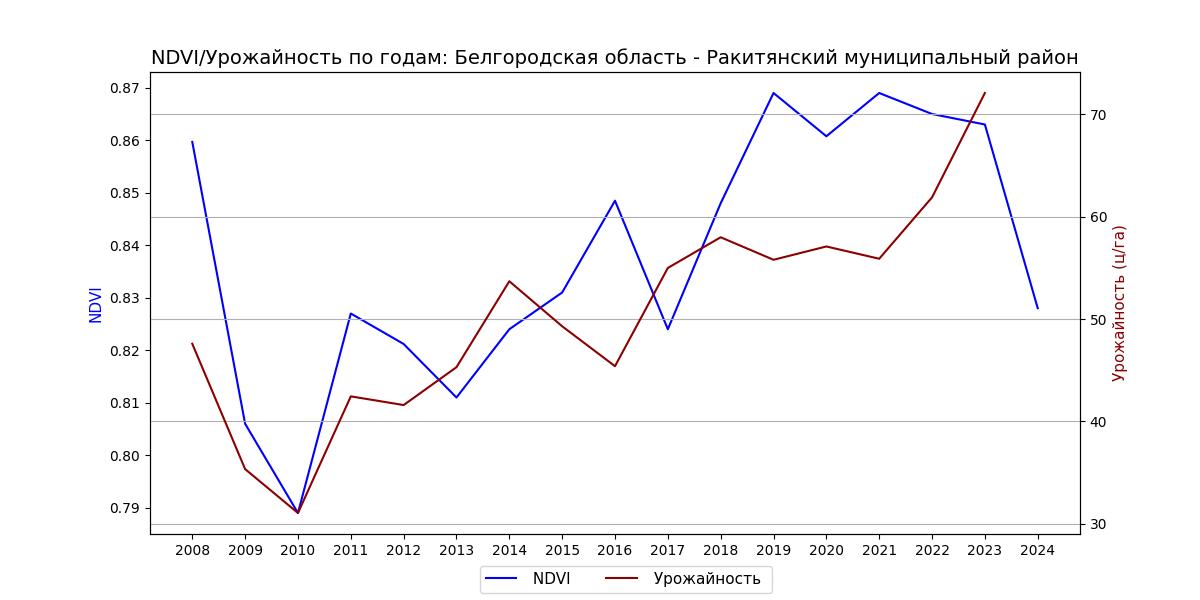 NDVI/Урожайность по годам: Белгородская область - Ракитянский муниципальный район
0.87
0.86
0.85
0.84
0.83
0.82
0.81
0.80
0.79
NDVI
70
60
50
40
30
Урожайность (ц/га)
2008 2009 2010 2011 2012 2013 2014 2015 2016 2017 2018 2019 2020 2021 2022 2023 2024
NDVI Урожайность